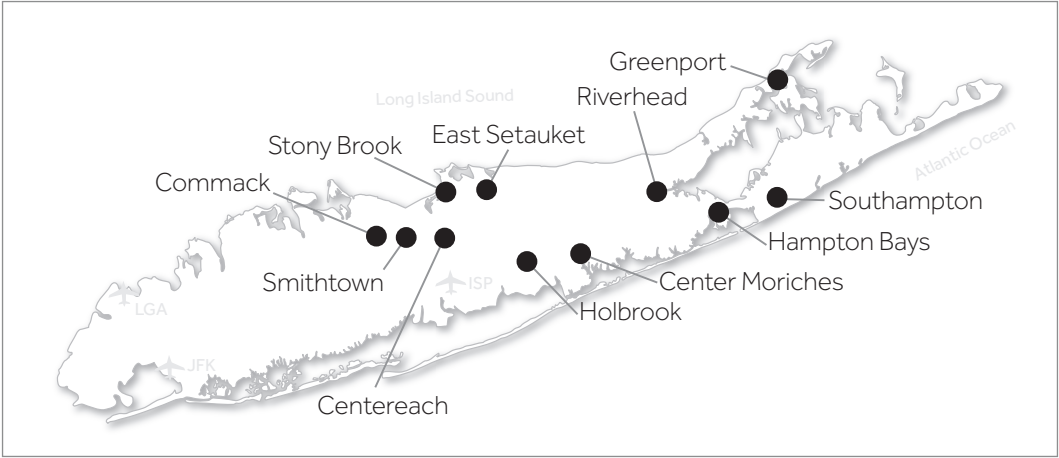 Greenport
Riverhead
Long Island Sound
East Setauket
Stony Brook
Atlantic Ocean
Commack
Southampton
Hampton Bays
Smithtown
ISP
Center Moriches
LGA
Holbrook
JFK
Centereach